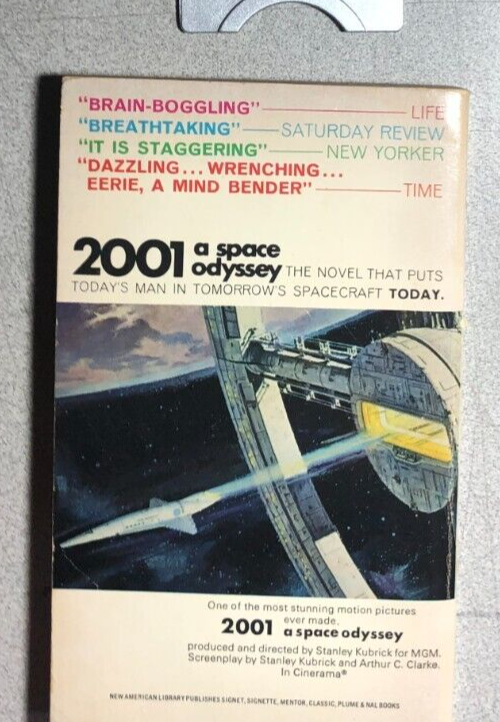 "BRAIN-BOGGLING" LIFE
"BREATHTAKING" SATURDAY REVIEW
"IT IS STAGGERING" NEW YORKER
"DAZZLING... WRENCHING...
EERIE, A MIND BENDER" TIME
2001 a space
odyssey THE NOVEL THAT PUTS
TODAY'S MAN IN TOMORROW'S SPACECRAFT TODAY.
One of the most stunning motion pictures
ever made.
2001 a space odyssey
produced and directed by Stanley Kubrick for MGM.
Screenplay by Stanley Kubrick and Arthur C. Clarke.
In Cinerama®
NEW AMERICAN LIBRARY PUBLISHES SIGNET, SIGNETTE, MENTOR, CLASSIC, PLUME & NAL BOOKS